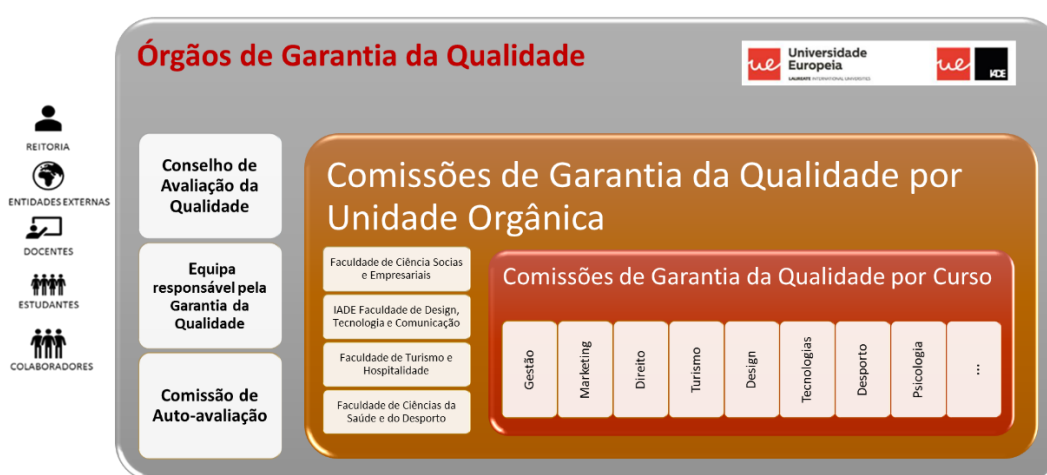 Órgãos de Garantia da Qualidade
ue
Universidade
Europeia
LAUREATE INTERNATIONAL UNIVERSITIES
ue
IADE
REITORIA
ENTIDADES EXTERNAS
DOCENTES
ESTUDANTES
COLABORADORES
Conselho de
Avaliação da
Qualidade
Equipa
responsável pela
Garantia da
Qualidade
Comissão de
Auto-avaliação
Comissões de Garantia da Qualidade por
Unidade Orgânica
Faculdade de Ciência Socias
e Empresariais
IADE Faculdade de Design,
Tecnologia e Comunicação
Faculdade de Turismo e
Hospitalidade
Faculdade de Ciências da
Saúde e do Desporto
Comissões de Garantia da Qualidade por Curso
Gestão
Marketing
Direito
Turismo
Design
Tecnologias
Desporto
Psicologia
...